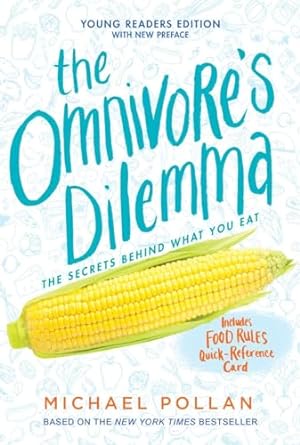 YOUNG READERS EDITION
WITH NEW PREFACE
the
OmnivoRe's
Dilemma
THE SECRETS BEHIND WHAT YOU EAT
Includes
FOOD RULES
Quick-Reference
Card
MICHAEL POLLAN
BASED ON THE NEW YORK TIMES BESTSELLER